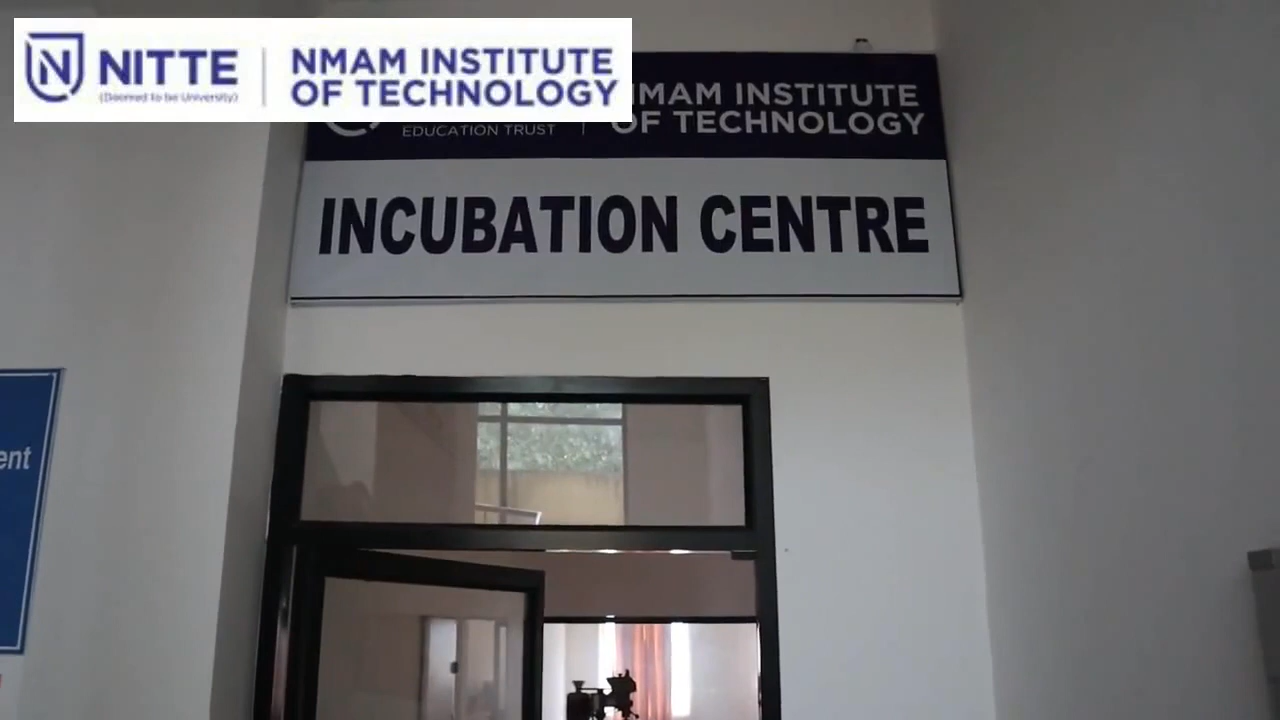 NITTE
(Deemed to be University)
NMAM INSTITUTE
OF TECHNOLOGY
EDUCATION TRUST
NMAM INSTITUTE
OF TECHNOLOGY
INCUBATION CENTRE
ent